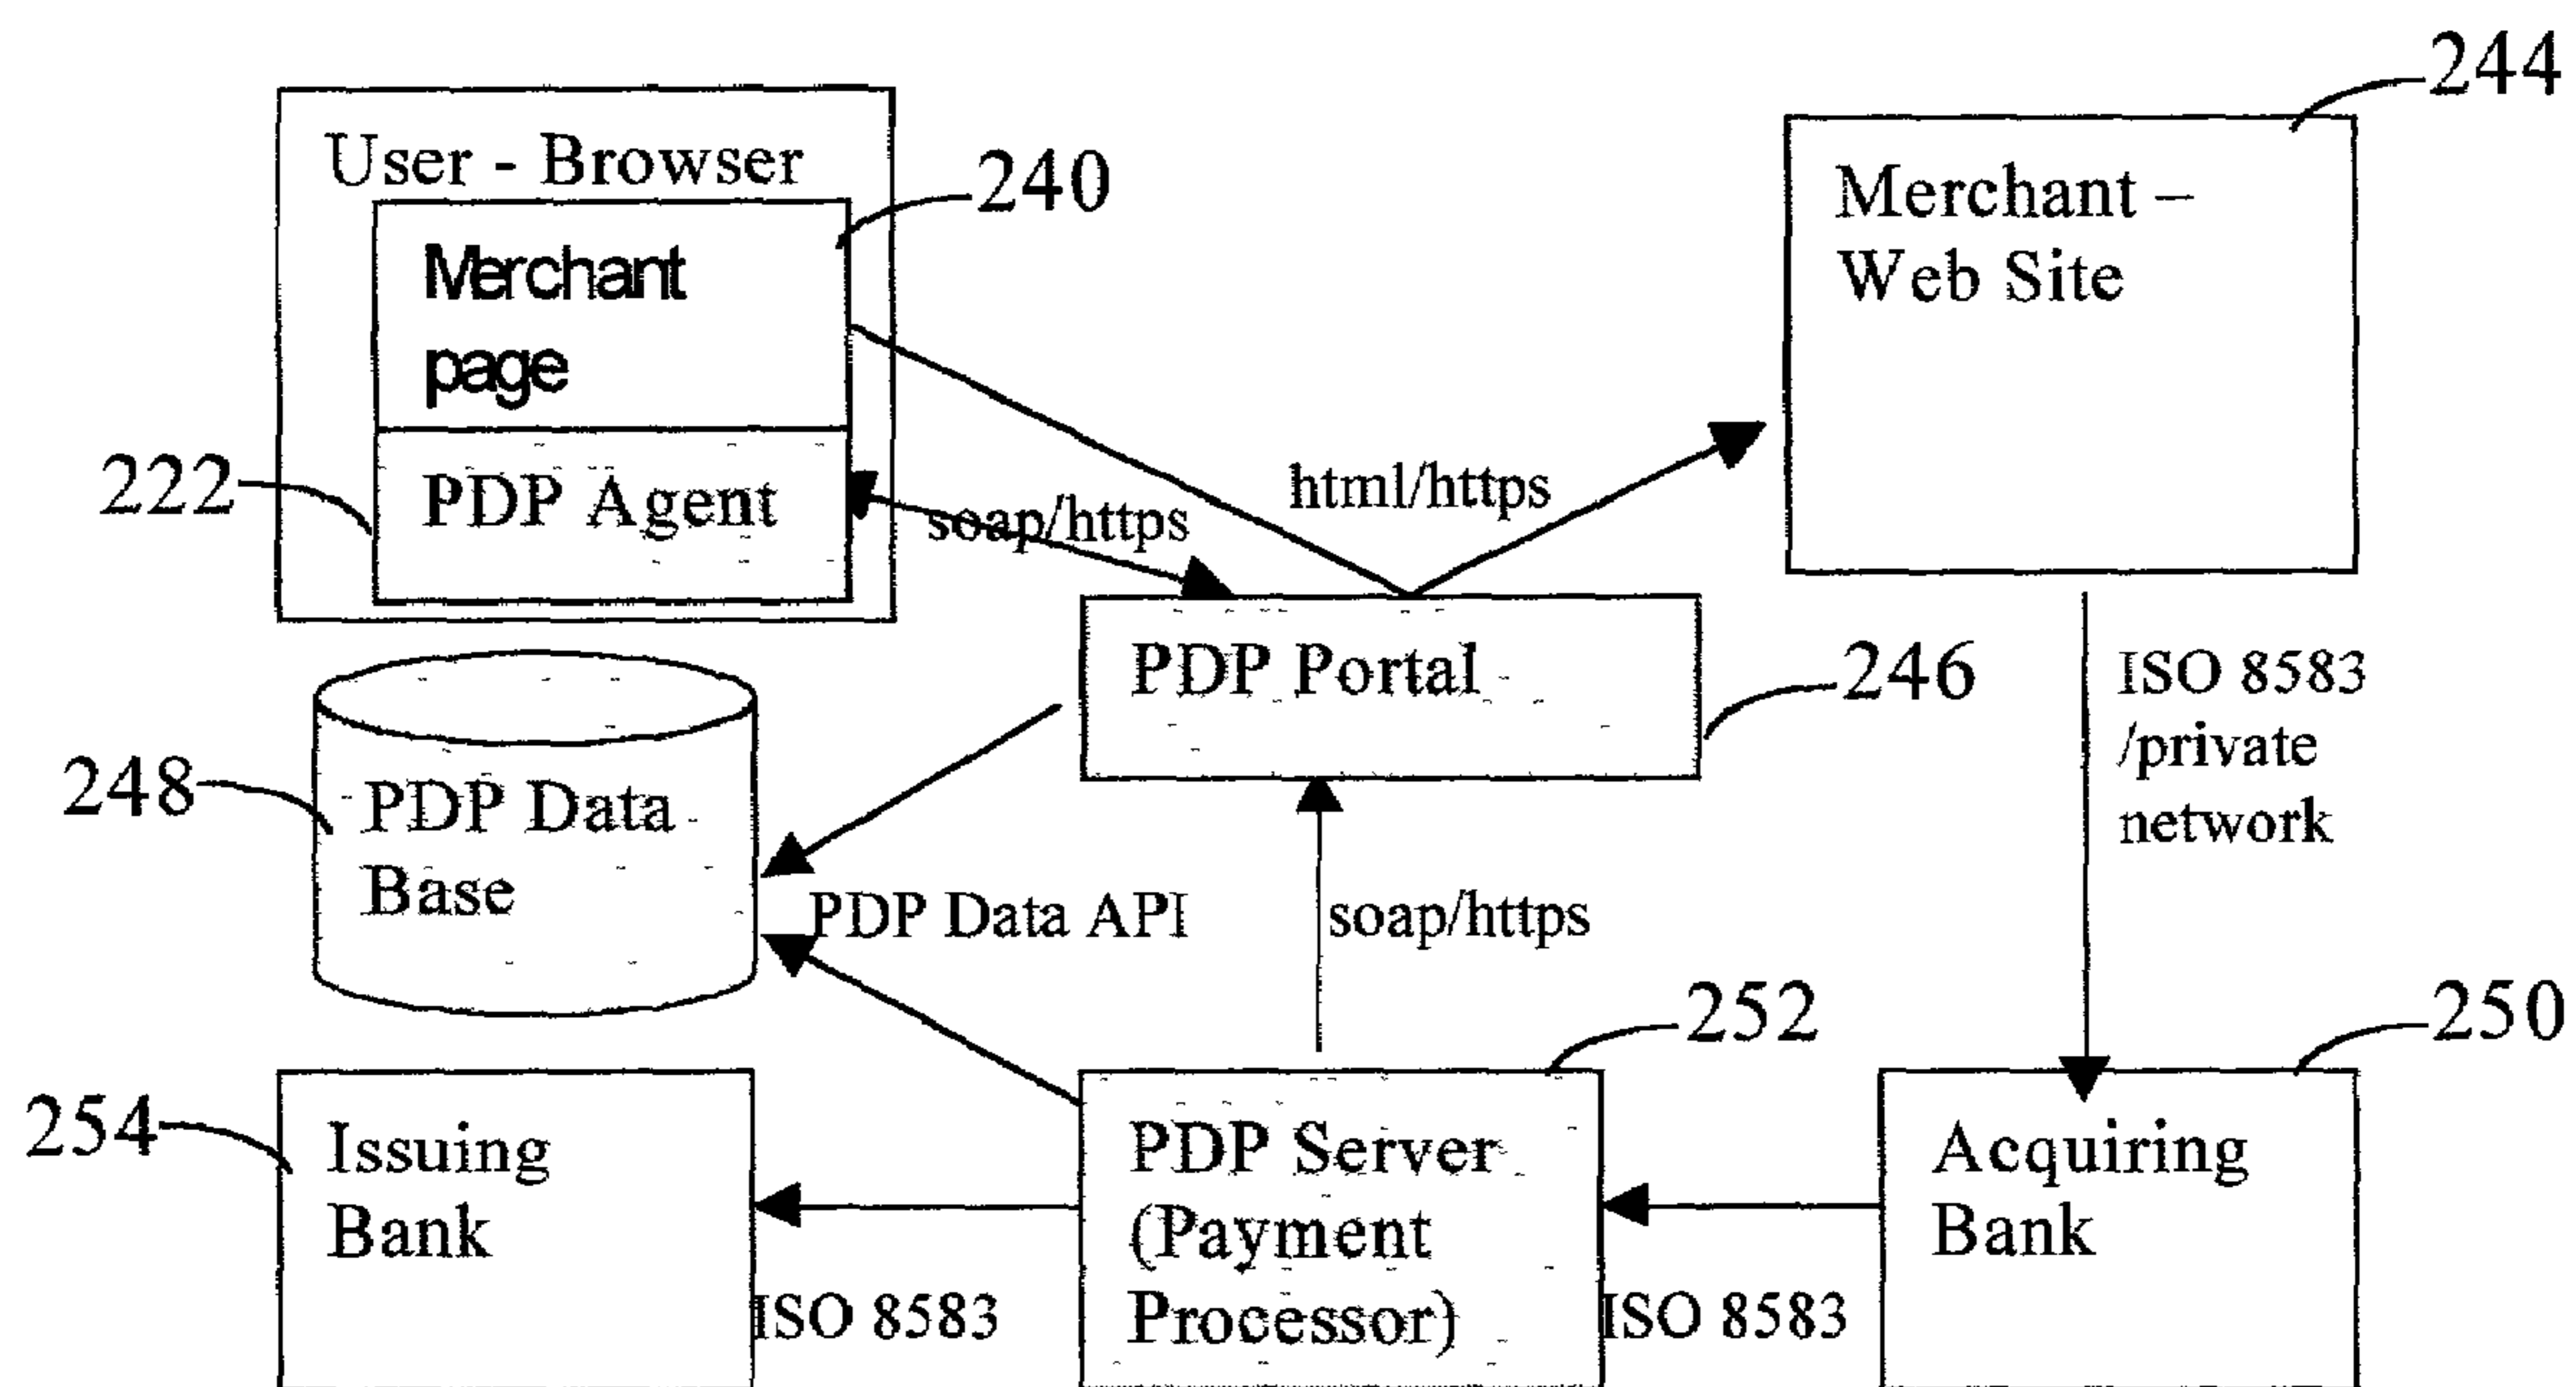 244
User - Browser
240
Merchant –
Web Site
Merchant
page
222
PDP Agent
soap/https
html/https
PDP Portal
246
ISO 8583
/private
network
248
PDP Data
Base
PDP Data API
soap/https
252
250
254
Issuing
Bank
PDP Server
(Payment
Processor)
Acquiring
Bank
ISO 8583
ISO 8583